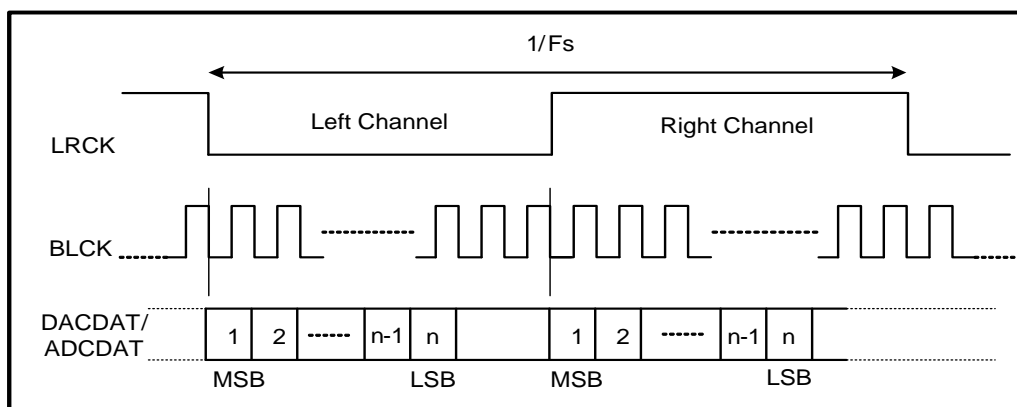 1/Fs
Left Channel
Right Channel
LRCK
BLCK
DACDAT/
ADCDAT
1 2 n-1 n 1 2 n-1 n
MSB LSB MSB LSB